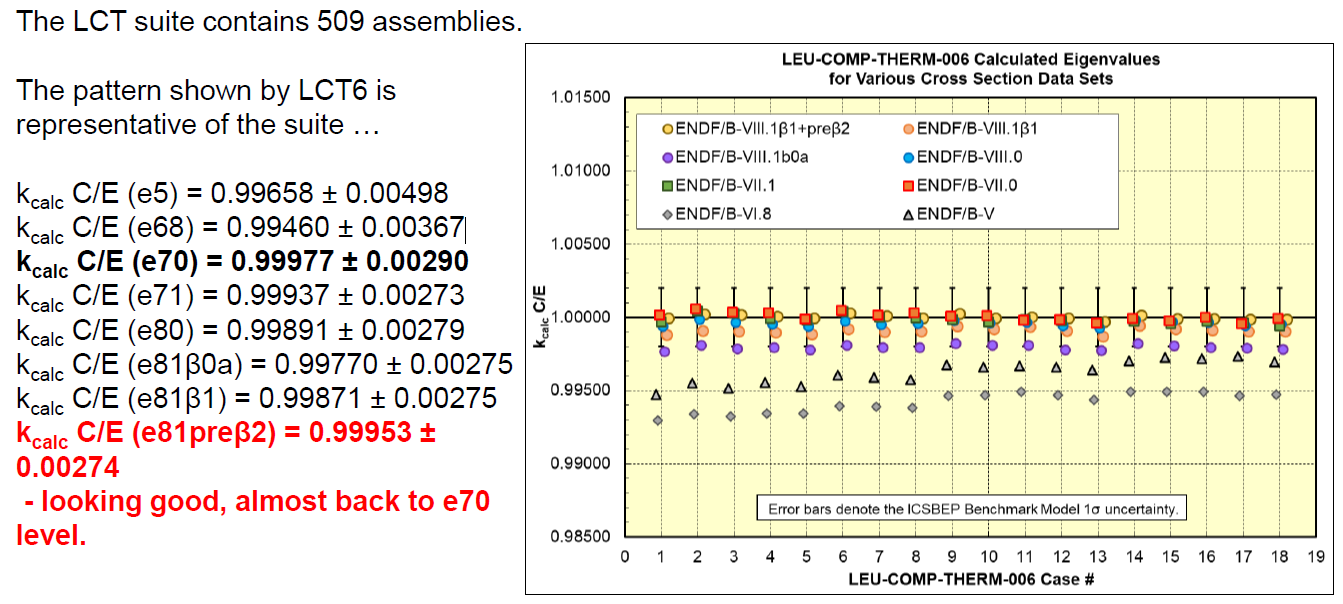 The LCT suite contains 509 assemblies.
The pattern shown by LCT6 is
representative of the suite …
kcalc C/E (e5) = 0.99658 ± 0.00498
kcalc C/E (e68) = 0.99460 ± 0.00367
kcalc C/E (e70) = 0.99977 ± 0.00290
kcalc C/E (e71) = 0.99937 ± 0.00273
kcalc C/E (e80) = 0.99891 ± 0.00279
kcalc C/E (e81β0a) = 0.99770 ± 0.00275
kcalc C/E (e81β1) = 0.99871 ± 0.00275
kcalc C/E (e81preβ2) = 0.99953 ±
0.00274
- looking good, almost back to e70
level.
LEU-COMP-THERM-006 Calculated Eigenvalues
for Various Cross Section Data Sets
ENDF/B-VIII.1β1+preβ2 ENDF/B-VIII.1β1
ENDF/B-VIII.1b0a ENDF/B-VIII.0
ENDF/B-VII.1 ENDF/B-VII.0
ENDF/B-VI.8 ENDF/B-V
kcalc C/E
1.01500
1.01000
1.00500
1.00000
0.99500
0.99000
0.98500
Error bars denote the ICSBEP Benchmark Model 1σ uncertainty.
0 1 2 3 4 5 6 7 8 9 10 11 12 13 14 15 16 17 18 19
LEU-COMP-THERM-006 Case #